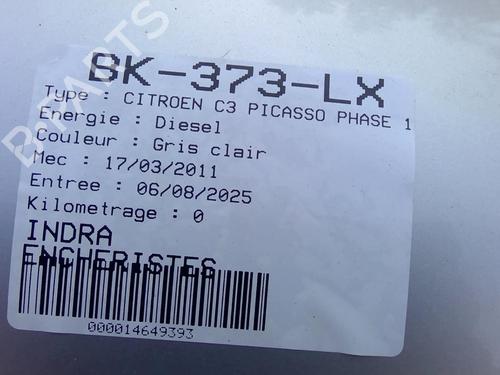 BK-373-LX
Type : CITROEN C3 PICASSO PHASE 1
Energie : Diesel
Couleur : Gris clair
Mec : 17/03/2011
Entree : 06/08/2025
Kilometrage : 0
INDRA
ENCHERISTES
000014649393
B-PARTS